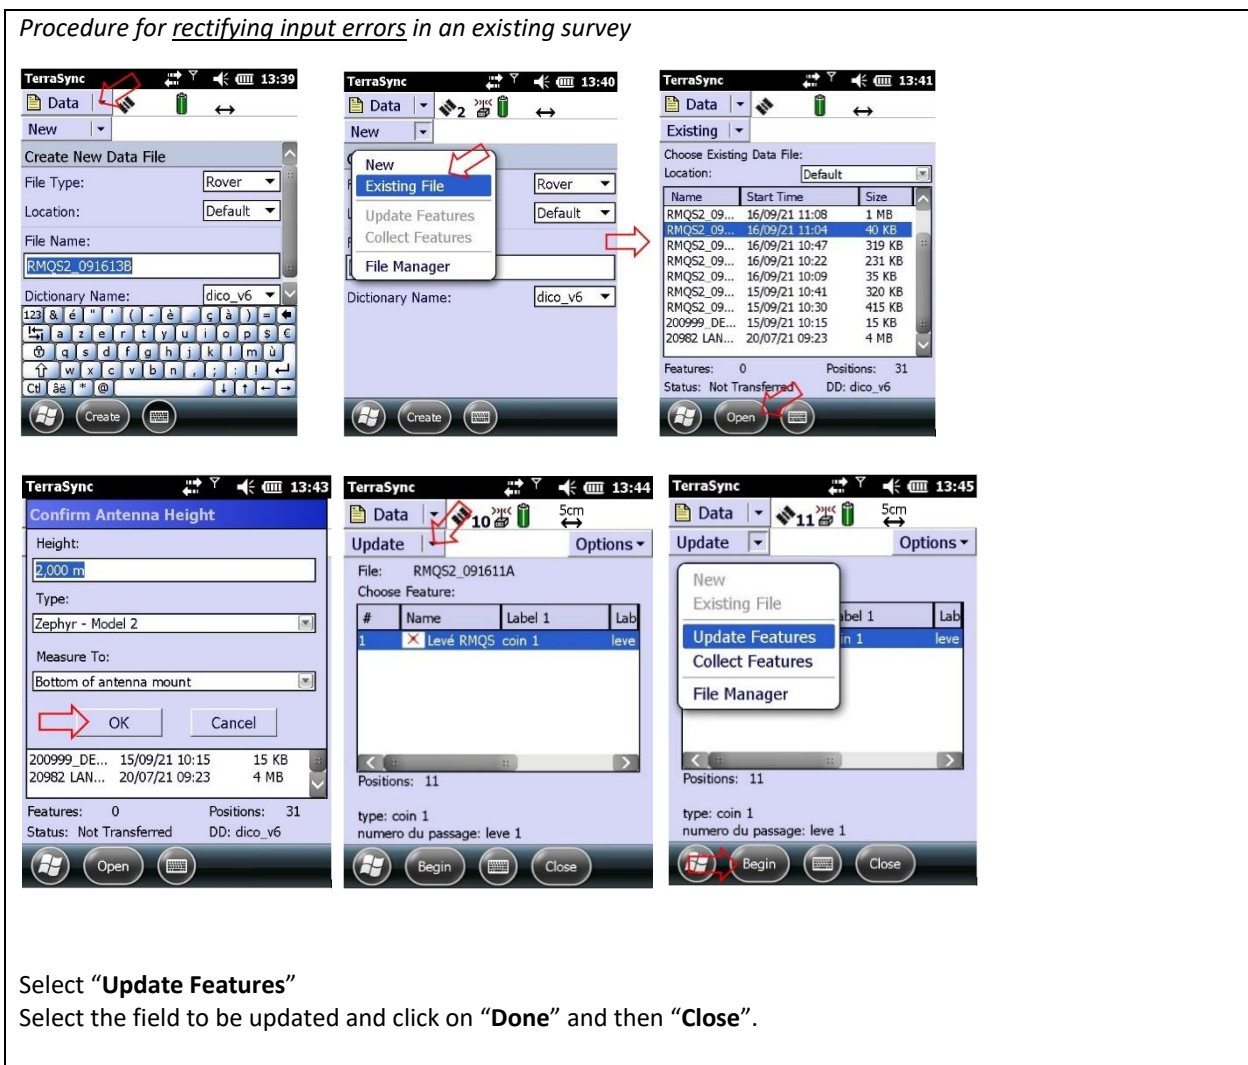 Procedure for rectifying input errors in an existing survey
TerraSync 13:39
Data
New
Create New Data File
File Type: Rover
Location: Default
File Name:
RMQS2_091613B
Dictionary Name: dico_v6
123 & é " ' ( - è _ ç à ) =
a z e r t y u i o p $ €
q s d f g h j k l m ù
w x c v b n , ; : !
Ctl âë * @
Create
TerraSync 13:40
Data 2
New
New
Existing File
Update Features
Collect Features
File Manager
Rover
Default
Dictionary Name: dico_v6
Create
TerraSync 13:41
Data
Existing
Choose Existing Data File:
Location: Default
Name Start Time Size
RMQS2_09... 16/09/21 11:08 1 MB
RMQS2_09... 16/09/21 11:04 40 KB
RMQS2_09... 16/09/21 10:47 319 KB
RMQS2_09... 16/09/21 10:22 231 KB
RMQS2_09... 16/09/21 10:09 35 KB
RMQS2_09... 15/09/21 10:41 320 KB
RMQS2_09... 15/09/21 10:30 415 KB
200999_DE... 15/09/21 10:15 15 KB
20982 LAN... 20/07/21 09:23 4 MB
Features: 0 Positions: 31
Status: Not Transferred DD: dico_v6
Open
TerraSync 13:43
Confirm Antenna Height
Height:
2,000 m
Type:
Zephyr - Model 2
Measure To:
Bottom of antenna mount
OK Cancel
200999_DE... 15/09/21 10:15 15 KB
20982 LAN... 20/07/21 09:23 4 MB
Features: 0 Positions: 31
Status: Not Transferred DD: dico_v6
Open
TerraSync 13:44
Data 10 5cm
Update Options
File: RMQS2_091611A
Choose Feature:
# Name Label 1 Lab
1 Levé RMQS coin 1 leve
Positions: 11
type: coin 1
numero du passage: leve 1
Begin Close
TerraSync 13:45
Data 11 5cm
Update Options
New
Existing File
Update Features
Collect Features
File Manager
abel 1 Lab
in 1 leve
Positions: 11
type: coin 1
numero du passage: leve 1
Begin Close
Select “Update Features”
Select the field to be updated and click on “Done” and then “Close”.